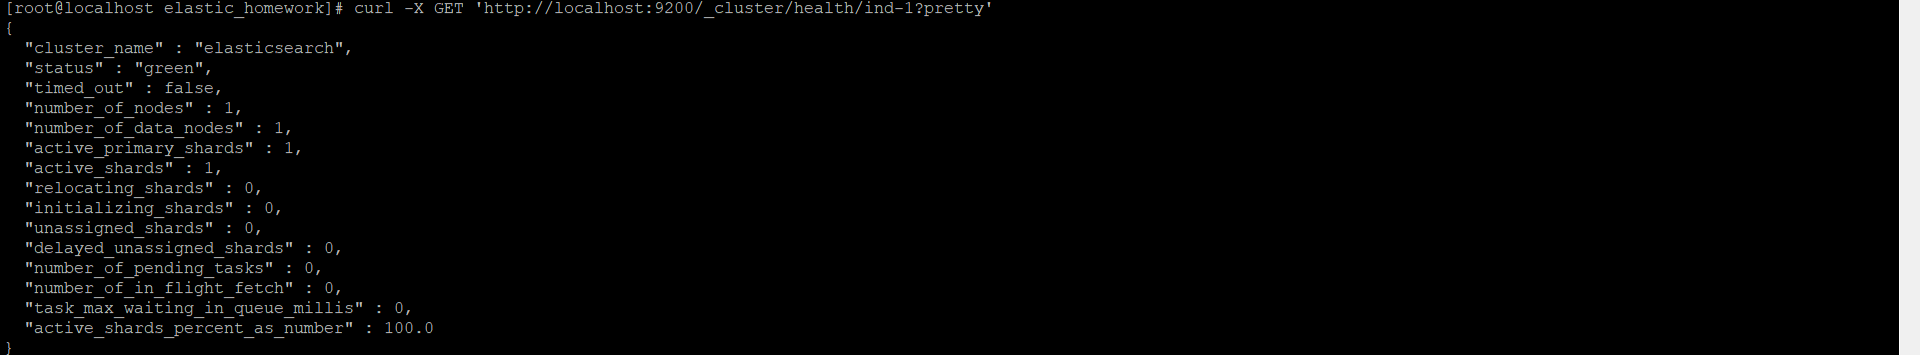 [root@localhost elastic_homework]# curl -X GET 'http://localhost:9200/_cluster/health/ind-1?pretty'
{
  "cluster_name" : "elasticsearch",
  "status" : "green",
  "timed_out" : false,
  "number_of_nodes" : 1,
  "number_of_data_nodes" : 1,
  "active_primary_shards" : 1,
  "active_shards" : 1,
  "relocating_shards" : 0,
  "initializing_shards" : 0,
  "unassigned_shards" : 0,
  "delayed_unassigned_shards" : 0,
  "number_of_pending_tasks" : 0,
  "number_of_in_flight_fetch" : 0,
  "task_max_waiting_in_queue_millis" : 0,
  "active_shards_percent_as_number" : 100.0
}